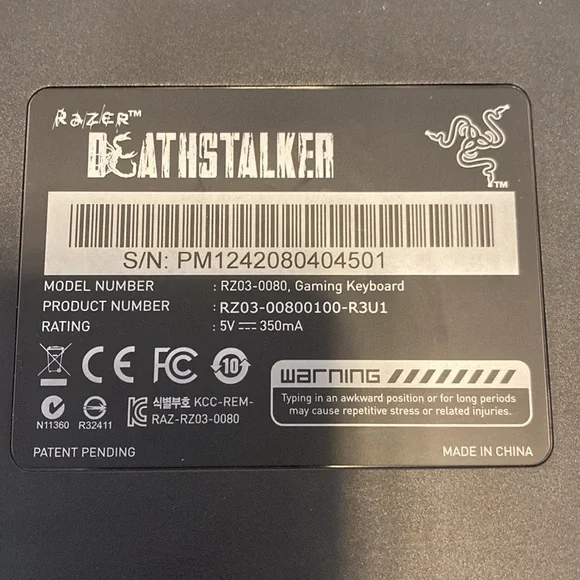 RAZER™
DEATHSTALKER
TM
S/N: PM1242080404501
MODEL NUMBER : RZ03-0080, Gaming Keyboard
PRODUCT NUMBER : RZ03-00800100-R3U1
RATING : 5V ⎓ 350mA
CE FC 10
warning
Typing in an awkward position or for long periods
may cause repetitive stress or related injuries.
N11360 R32411
식별부호 KCC-REM-
RAZ-RZ03-0080
PATENT PENDING MADE IN CHINA